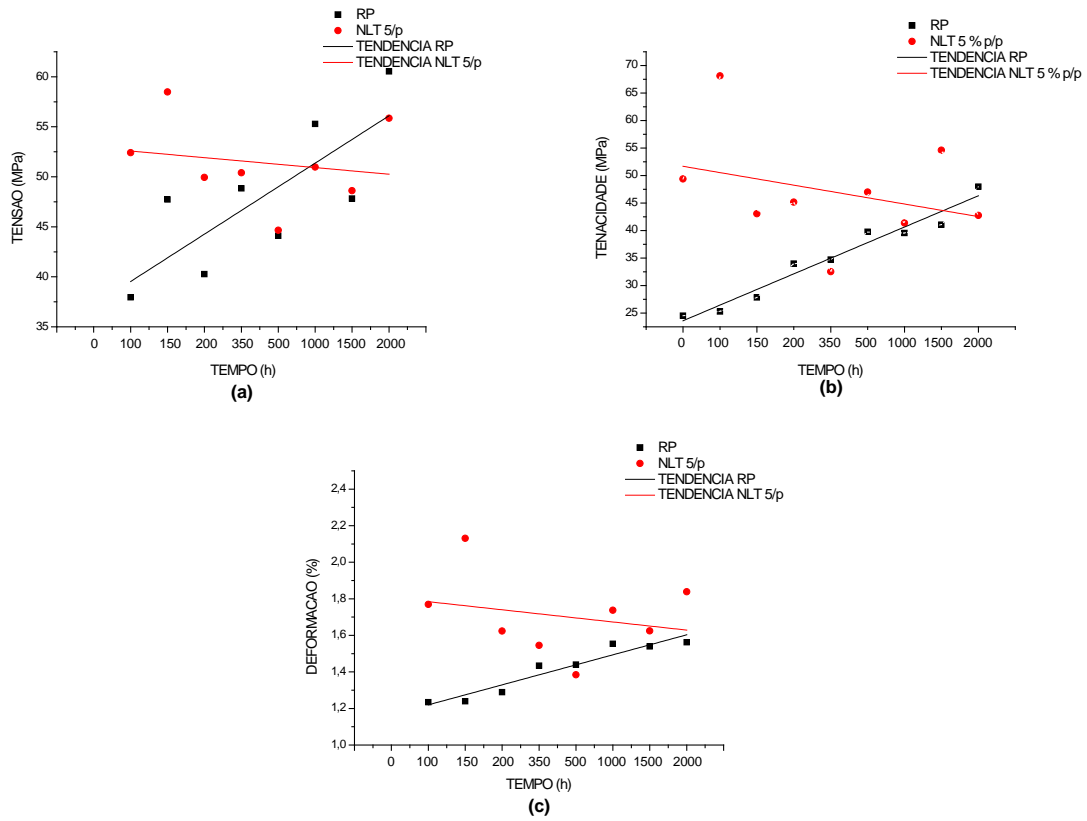 RP
NLT 5/p
TENDENCIA RP
TENDENCIA NLT 5/p
60
55
50
45
40
35
TENSAO (MPa)
0 100 150 200 350 500 1000 1500 2000
TEMPO (h)
(a)
RP
NLT 5 % p/p
TENDENCIA RP
TENDENCIA NLT 5 % p/p
70
65
60
55
50
45
40
35
30
25
TENACIDADE (MPa)
0 100 150 200 350 500 1000 1500 2000
TEMPO (h)
(b)
RP
NLT 5/p
TENDENCIA RP
TENDENCIA NLT 5/p
2,4
2,2
2,0
1,8
1,6
1,4
1,2
1,0
DEFORMACAO (%)
0 100 150 200 350 500 1000 1500 2000
TEMPO (h)
(c)